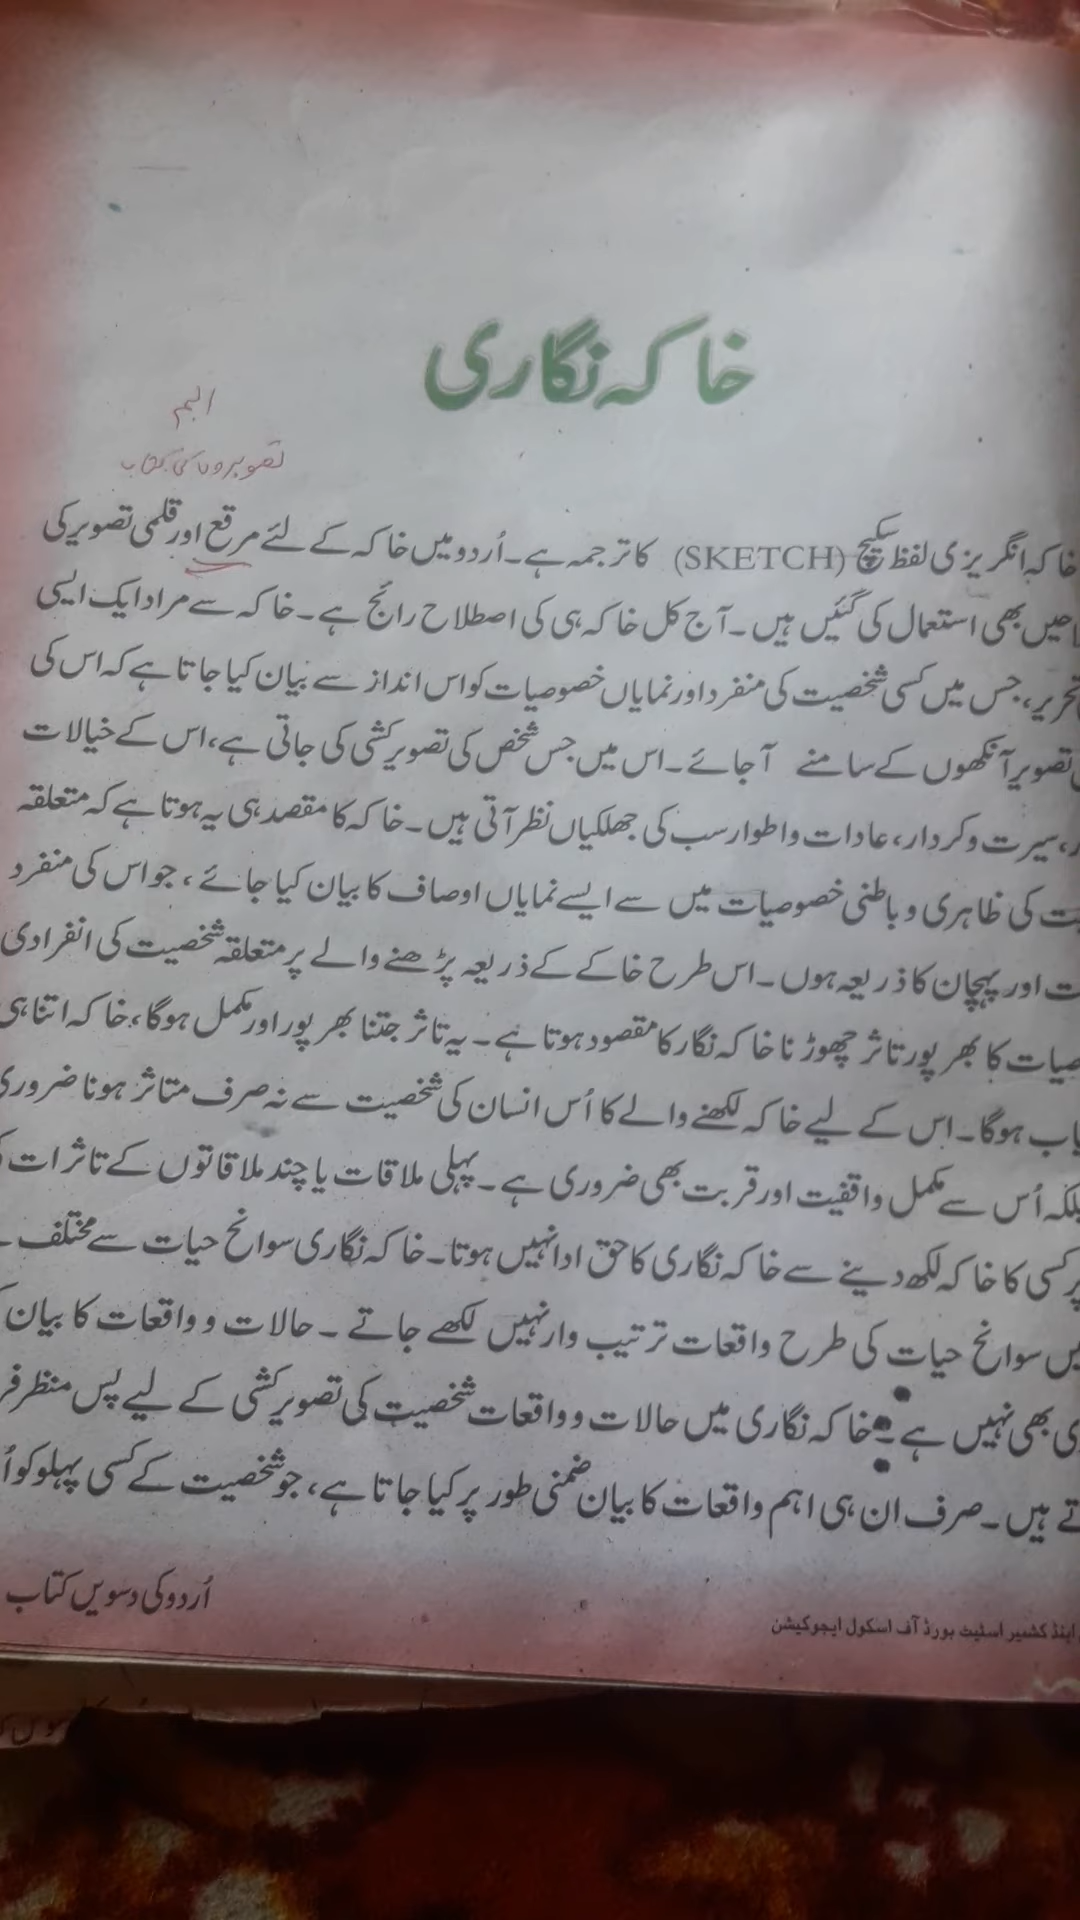 خاکہ نگاری
البم
تصویروں کی کتاب
خاکہ انگریزی لفظ سکیچ (SKETCH) کا ترجمہ ہے۔ اُردو میں خاکہ کے لئے مرقع اور قلمی تصویر کی
بھی استعمال کی گئیں ہیں۔ آج کل خاکہ ہی کی اصطلاح رائج ہے۔ خاکہ سے مراد ایک ایسی
تحریر، جس میں کسی شخصیت کی منفرد اور نمایاں خصوصیات کو اس انداز سے بیان کیا جاتا ہے کہ اس کی
تصویر آنکھوں کے سامنے آجائے۔ اس میں جس شخص کی تصویر کشی کی جاتی ہے، اس کے خیالات
، سیرت و کردار، عادات و اطوار سب کی جھلکیاں نظر آتی ہیں۔ خاکہ کا مقصد ہی یہ ہوتا ہے کہ متعلقہ
کی ظاہری و باطنی خصوصیات میں سے ایسے نمایاں اوصاف کا بیان کیا جائے، جو اس کی منفرد
اور پہچان کا ذریعہ ہوں۔ اس طرح خاکے کے ذریعہ پڑھنے والے پر متعلقہ شخصیت کی انفرادی
کا بھر پور تاثر چھوڑنا خاکہ نگار کا مقصود ہوتا ہے۔ یہ تاثر جتنا بھر پور اور مکمل ہوگا، خاکہ اتنا ہی
ہوگا۔ اس کے لیے خاکہ لکھنے والے کا اُس انسان کی شخصیت سے نہ صرف متاثر ہونا ضروری
بلکہ اُس سے مکمل واقفیت اور قربت بھی ضروری ہے۔ پہلی ملاقات یا چند ملاقاتوں کے تاثرات
پر کسی کا خاکہ لکھ دینے سے خاکہ نگاری کا حق ادا نہیں ہوتا۔ خاکہ نگاری سوانح حیات سے مختلف
سوانح حیات کی طرح واقعات ترتیب وار نہیں لکھے جاتے ۔ حالات و واقعات کا بیان
بھی نہیں ہے۔ خاکہ نگاری میں حالات و واقعات شخصیت کی تصویر کشی کے لیے پس منظر
ہیں۔ صرف ان ہی اہم واقعات کا بیان ضمنی طور پر کیا جاتا ہے، جو شخصیت کے کسی پہلو کو
اینڈ کشمیر اسٹیٹ بورڈ آف اسکول ایجوکیشن
اُردو کی دسویں کتاب